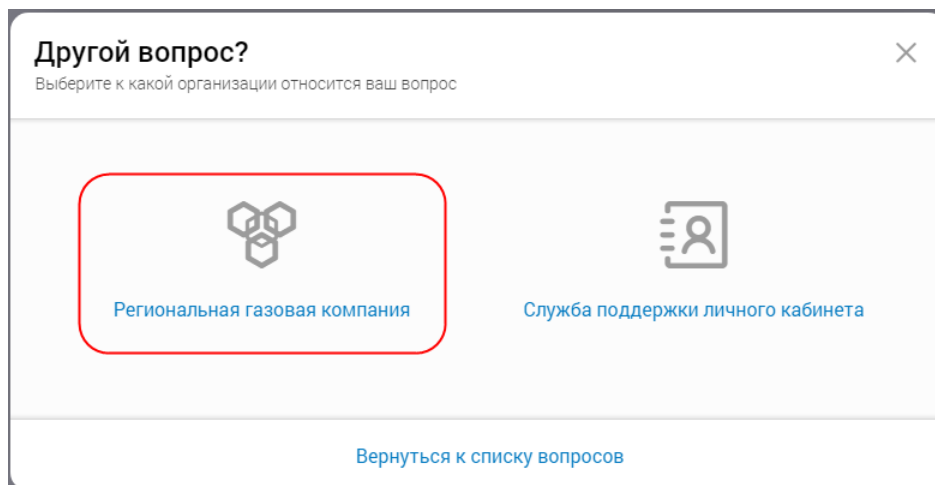 Другой вопрос?
Выберите к какой организации относится ваш вопрос
Региональная газовая компания
Служба поддержки личного кабинета
Вернуться к списку вопросов